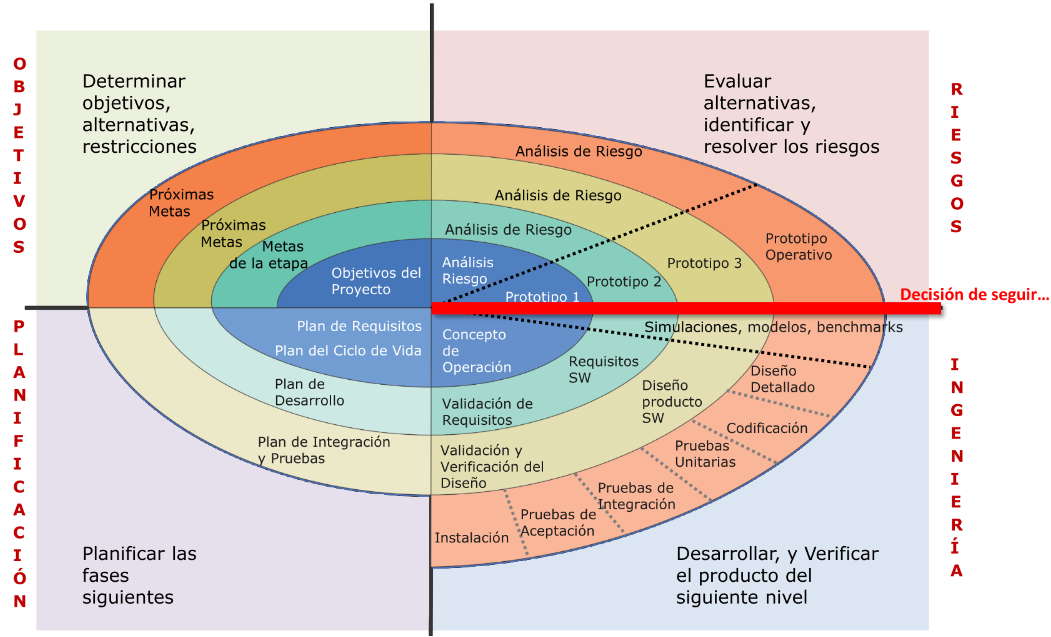 OBJETIVOS
Determinar
objetivos,
alternativas,
restricciones
Evaluar
alternativas,
identificar y
resolver los riesgos
RIESGOS
Próximas
Metas
Próximas
Metas
Metas
de la etapa
Objetivos del
Proyecto
Análisis de Riesgo
Análisis de Riesgo
Análisis de Riesgo
Análisis
Riesgo
Prototipo 1
Prototipo 2
Prototipo 3
Prototipo
Operativo
Decisión de seguir...
PLANIFICACIÓN
Plan de Requisitos
Plan del Ciclo de Vida
Plan de
Desarrollo
Plan de Integración
y Pruebas
Planificar las
fases
siguientes
Simulaciones, modelos, benchmarks
Concepto
de
Operación
Requisitos
SW
Validación de
Requisitos
Diseño
producto
SW
Validación y
Verificación del
Diseño
Diseño
Detallado
Codificación
Pruebas
Unitarias
Pruebas de
Integración
Pruebas de
Aceptación
Instalación
Desarrollar, y Verificar
el producto del
siguiente nivel
INGENIERÍA